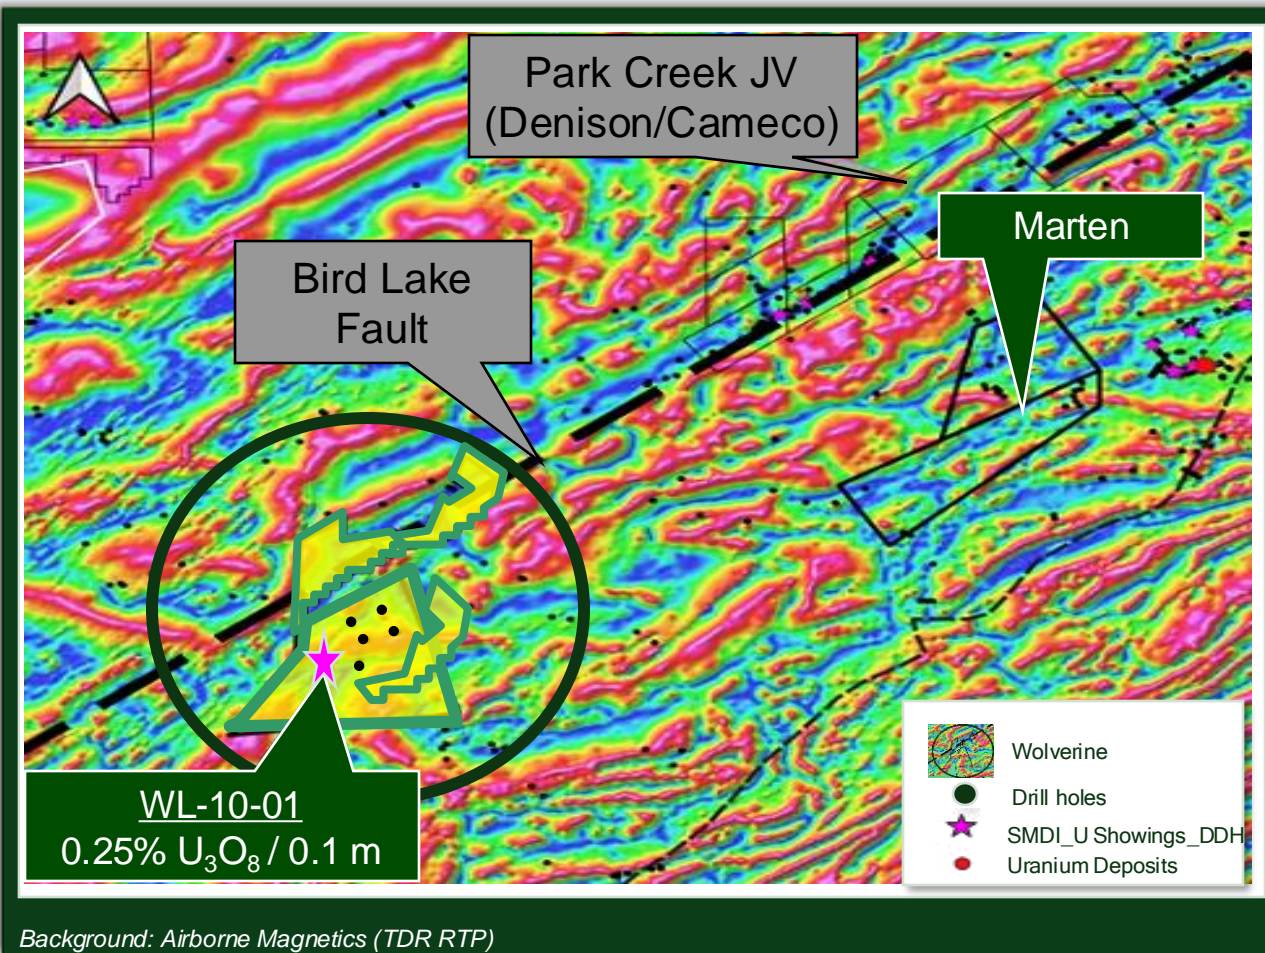 Park Creek JV
(Denison/Cameco)
Marten
Bird Lake
Fault
WL-10-01
0.25% U₃O₈ / 0.1 m
Wolverine
Drill holes
SMDI_U Showings_DDH
Uranium Deposits
Background: Airborne Magnetics (TDR RTP)